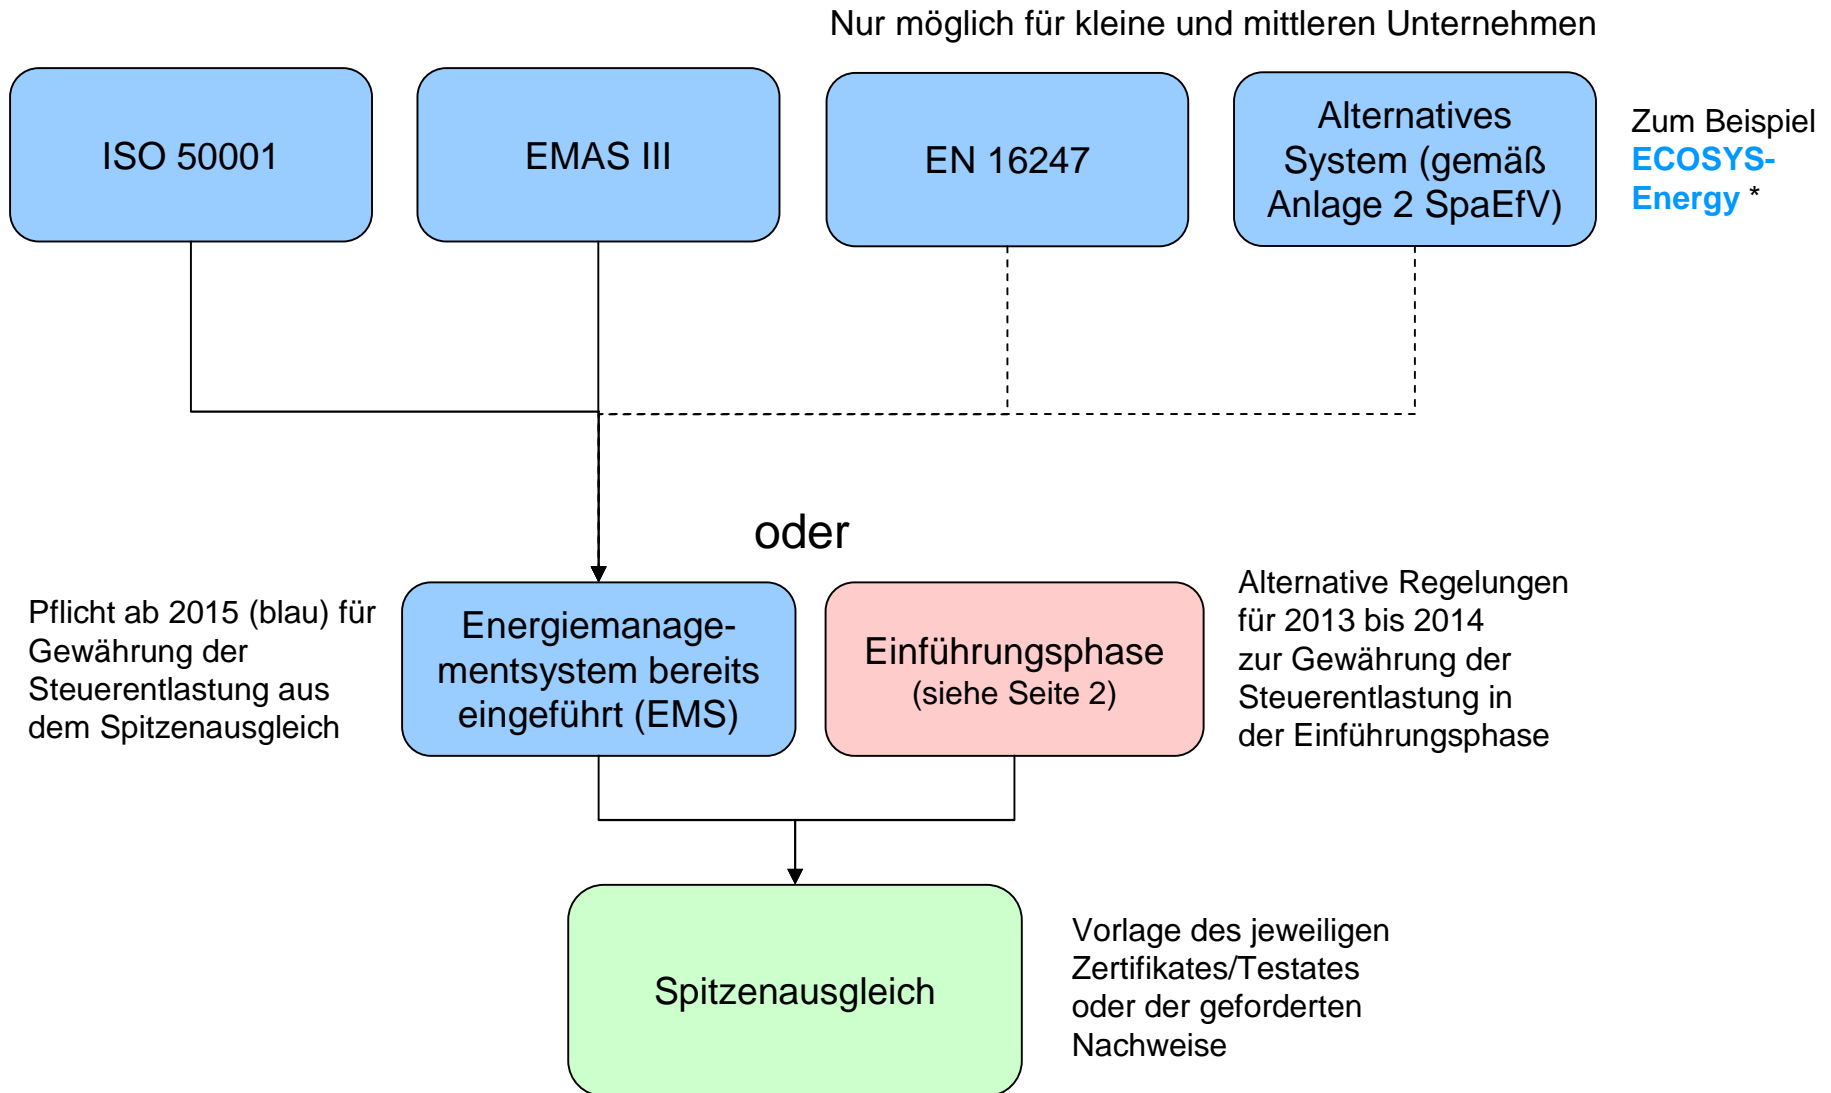 Nur möglich für kleine und mittleren Unternehmen
ISO 50001
EMAS III
EN 16247
Alternatives
System (gemäß
Anlage 2 SpaEfV)
Zum Beispiel
ECOSYS-
Energy *
oder
Pflicht ab 2015 (blau) für
Gewährung der
Steuerentlastung aus
dem Spitzenausgleich
Energiemanage-
mentsystem bereits
eingeführt (EMS)
Einführungsphase
(siehe Seite 2)
Alternative Regelungen
für 2013 bis 2014
zur Gewährung der
Steuerentlastung in
der Einführungsphase
Spitzenausgleich
Vorlage des jeweiligen
Zertifikates/Testates
oder der geforderten
Nachweise